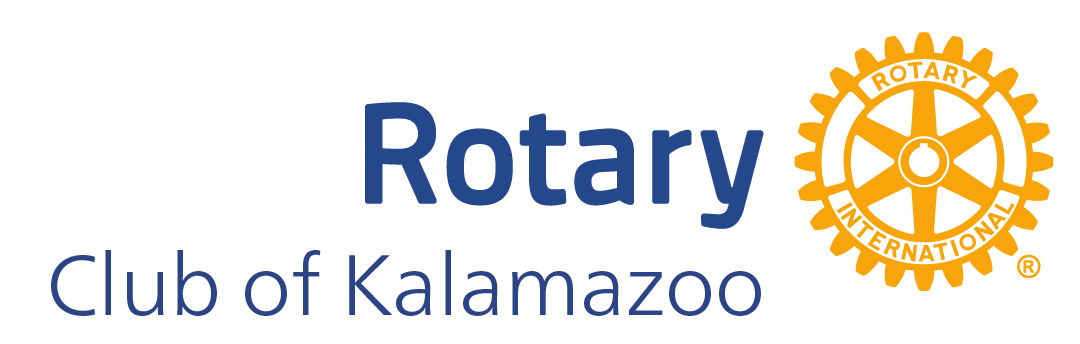 Rotary
Club of Kalamazoo
ROTARY
INTERNATIONAL
®